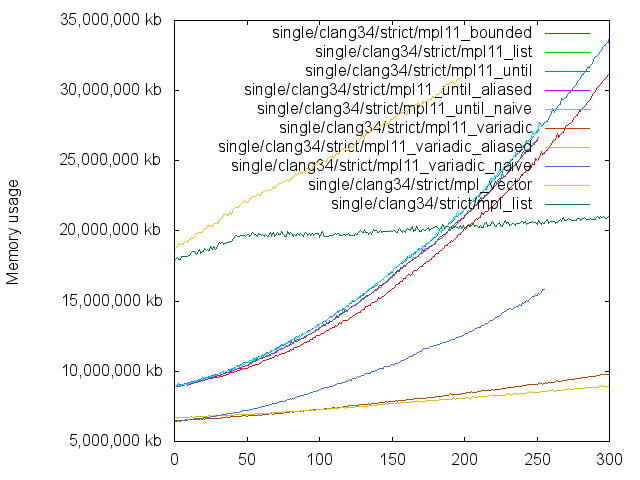 35,000,000 kb
30,000,000 kb
25,000,000 kb
20,000,000 kb
15,000,000 kb
10,000,000 kb
5,000,000 kb
Memory usage
single/clang34/strict/mpl11_bounded
single/clang34/strict/mpl11_list
single/clang34/strict/mpl11_until
single/clang34/strict/mpl11_until_aliased
single/clang34/strict/mpl11_until_naive
single/clang34/strict/mpl11_variadic
single/clang34/strict/mpl11_variadic_aliased
single/clang34/strict/mpl11_variadic_naive
single/clang34/strict/mpl_vector
single/clang34/strict/mpl_list
0 50 100 150 200 250 300